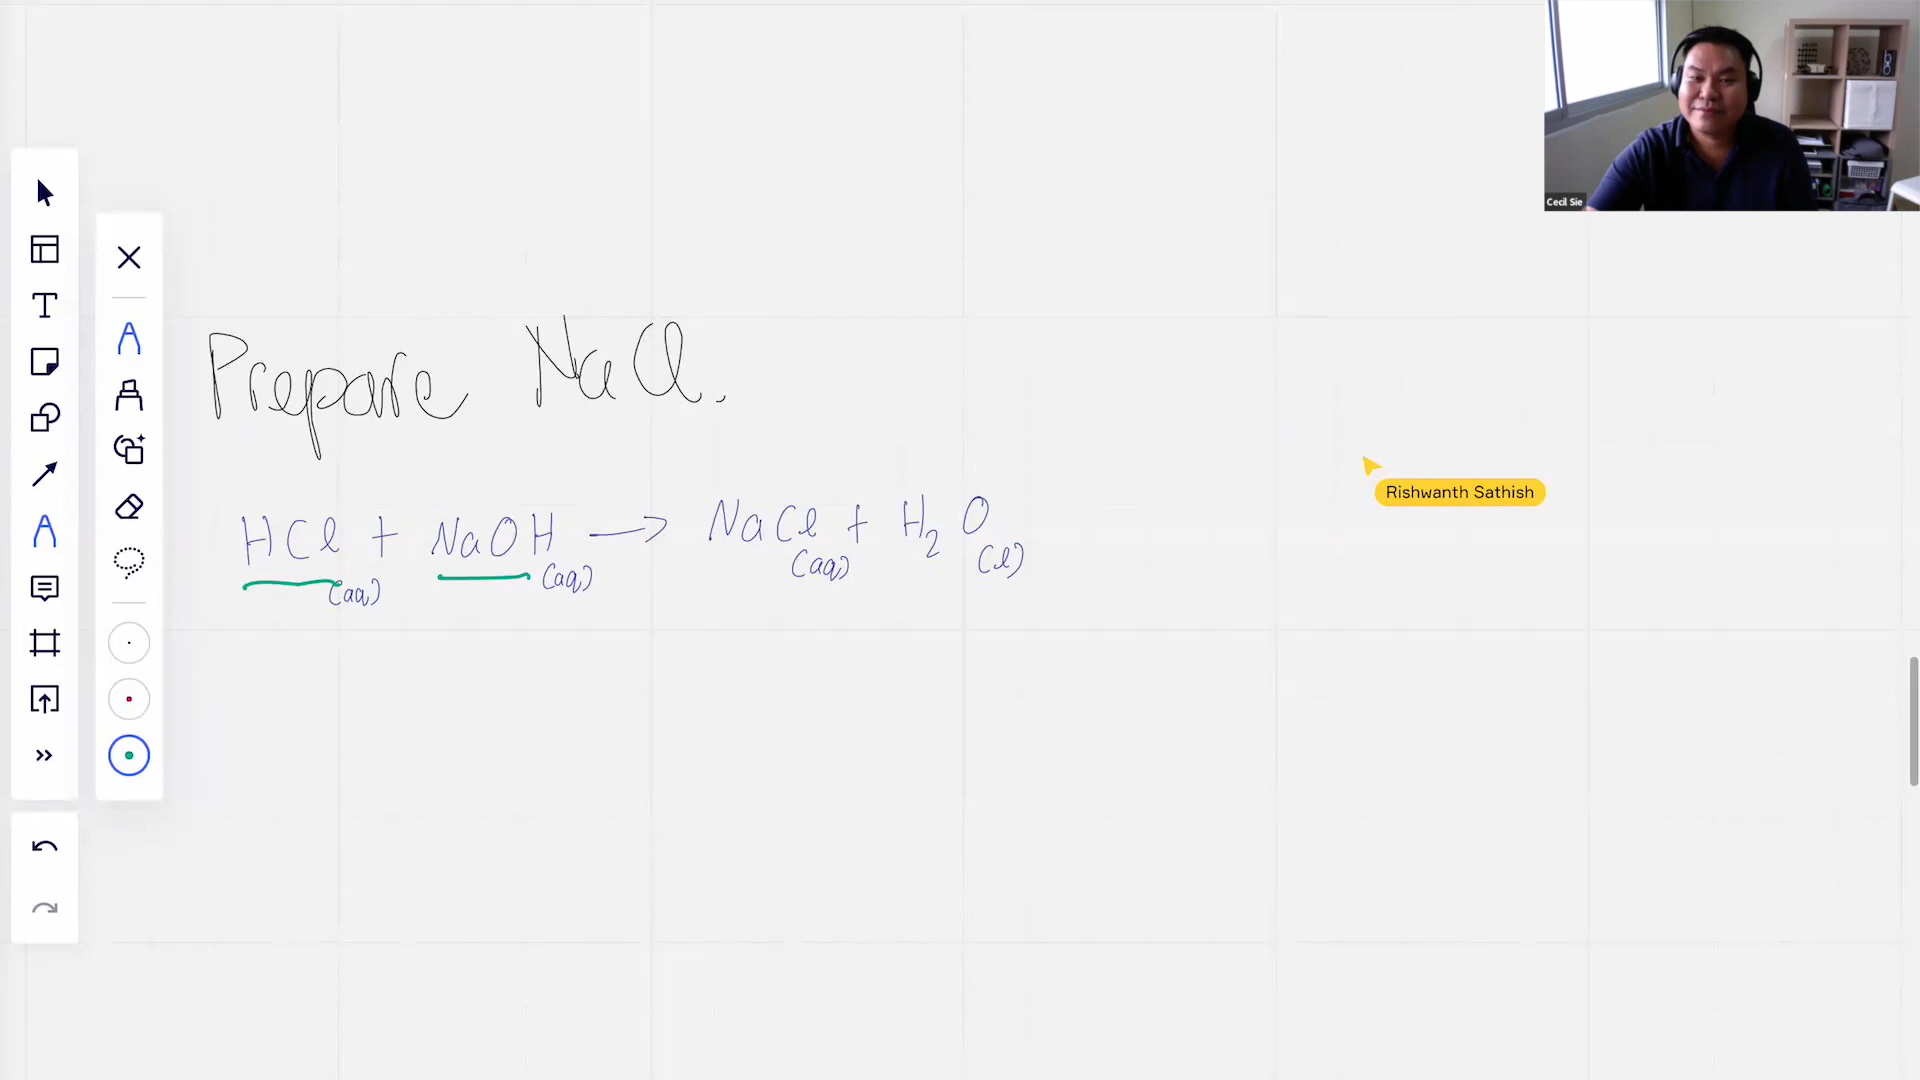 Cecil Sie
Prepare NaCl.
Rishwanth Sathish
HCl(aq) + NaOH(aq) → NaCl(aq) + H₂O(l)